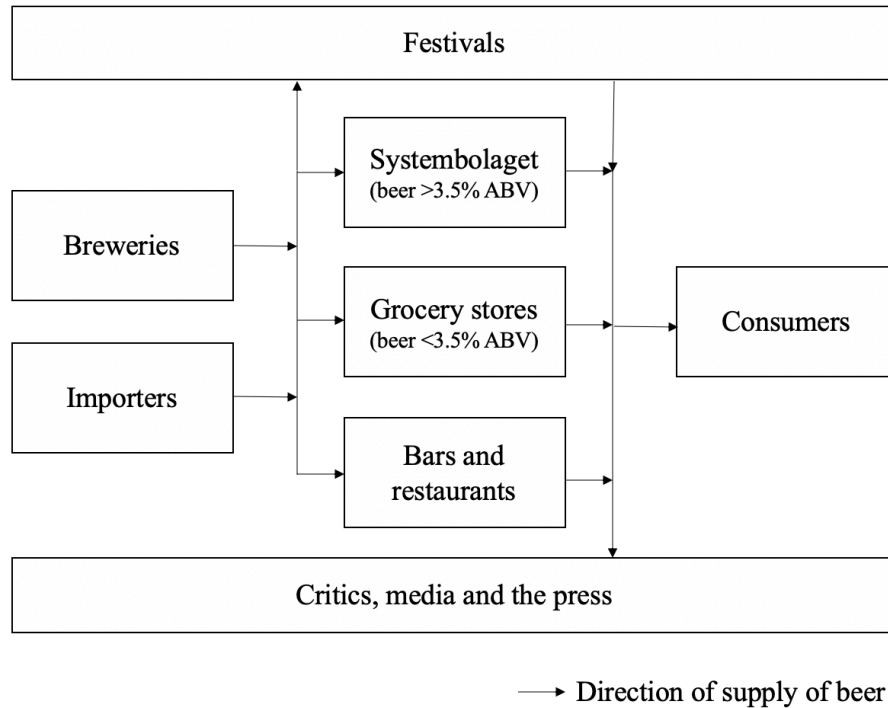 Festivals
Systembolaget
(beer >3.5% ABV)
Breweries
Grocery stores
(beer <3.5% ABV)
Consumers
Importers
Bars and
restaurants
Critics, media and the press
Direction of supply of beer